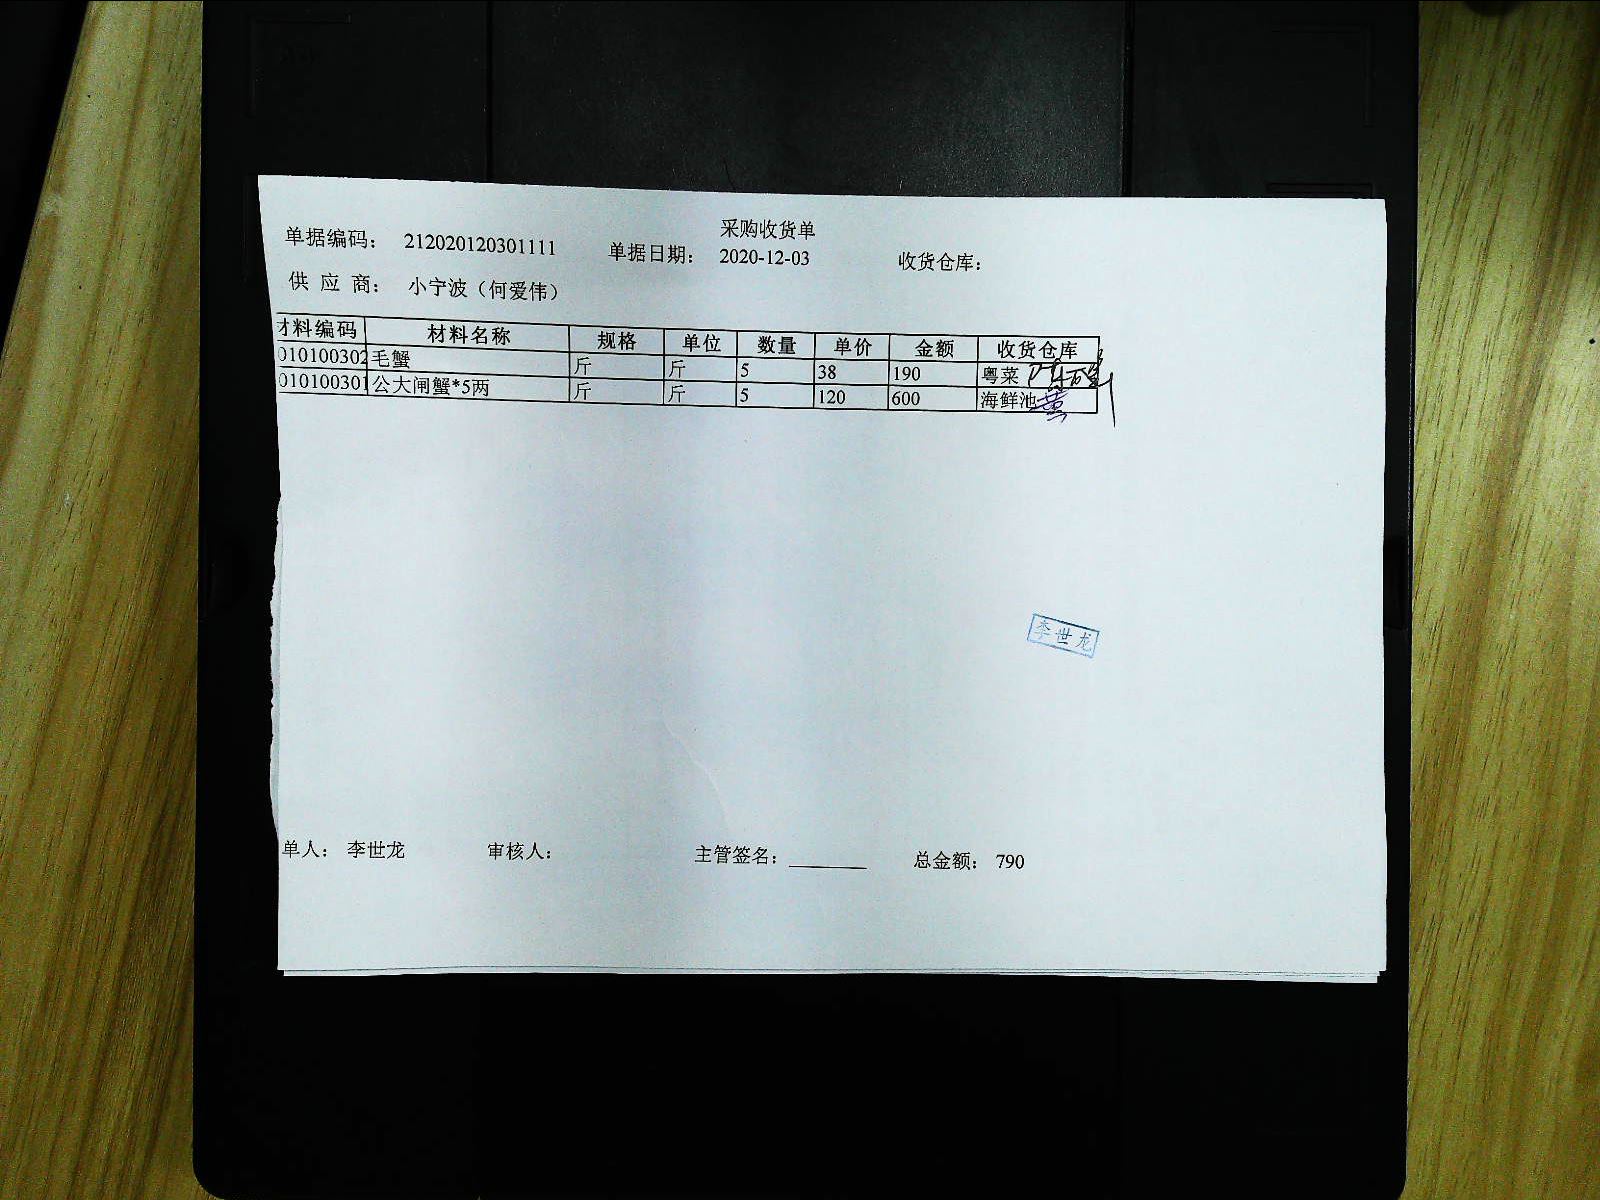 采购收货单
单据编码: 212020120301111 单据日期: 2020-12-03 收货仓库:
供 应 商: 小宁波（何爱伟）
材料编码 材料名称 规格 单位 数量 单价 金额 收货仓库
010100302 毛蟹 斤 斤 5 38 190 粤菜
010100301 公大闸蟹*5两 斤 斤 5 120 600 海鲜池 黄
李世龙
单人: 李世龙 审核人: 主管签名: 总金额: 790